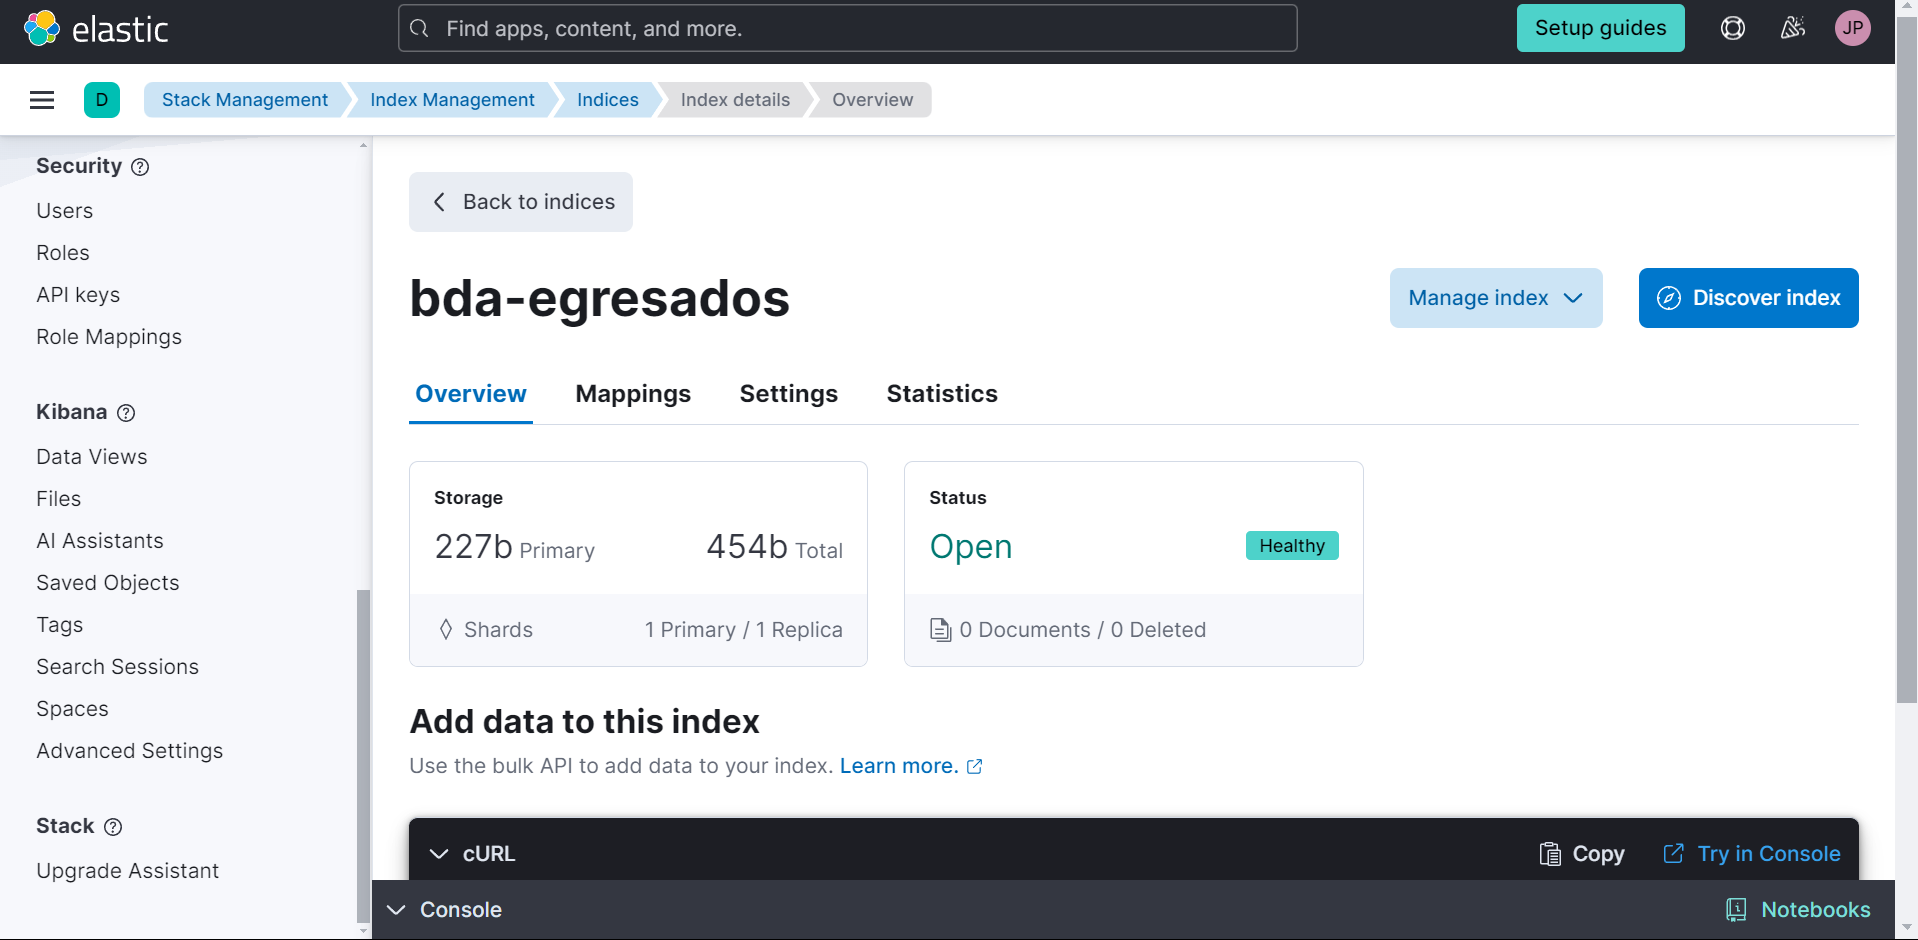 elastic
Find apps, content, and more.
Setup guides
JP
D
Stack Management
Index Management
Indices
Index details
Overview
Security
Users
Roles
API keys
Role Mappings
Kibana
Data Views
Files
AI Assistants
Saved Objects
Tags
Search Sessions
Spaces
Advanced Settings
Stack
Upgrade Assistant
Back to indices
bda-egresados
Manage index
Discover index
Overview
Mappings
Settings
Statistics
Storage
227b Primary
454b Total
Shards
1 Primary / 1 Replica
Status
Open
Healthy
0 Documents / 0 Deleted
Add data to this index
Use the bulk API to add data to your index. Learn more.
cURL
Copy
Try in Console
Console
Notebooks